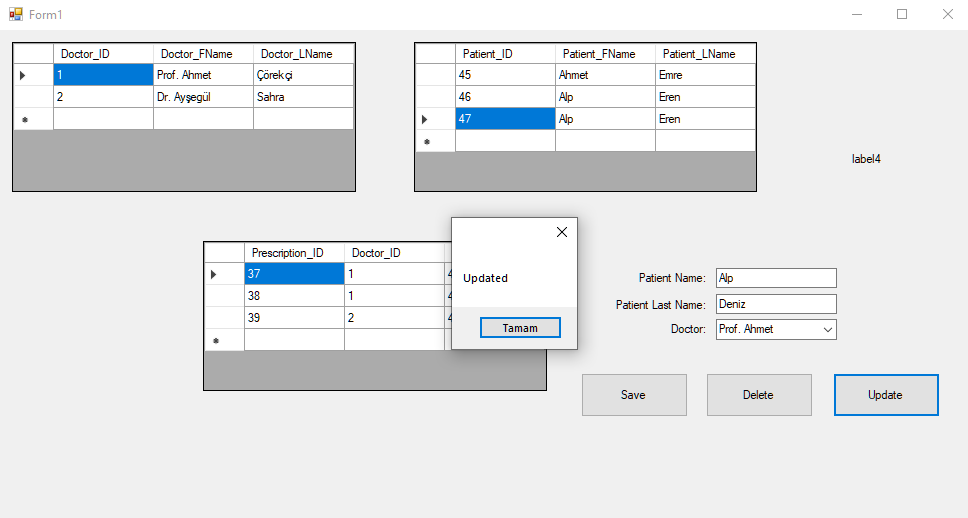 Form1
Doctor_ID Doctor_FName Doctor_LName
1 Prof. Ahmet Çörekçi
2 Dr. Ayşegül Sahra
Patient_ID Patient_FName Patient_LName
45 Ahmet Emre
46 Alp Eren
47 Alp Eren
label4
Prescription_ID Doctor_ID
37 1 4
38 1 4
39 2 4
Updated
Tamam
Patient Name: Alp
Patient Last Name: Deniz
Doctor: Prof. Ahmet
Save Delete Update